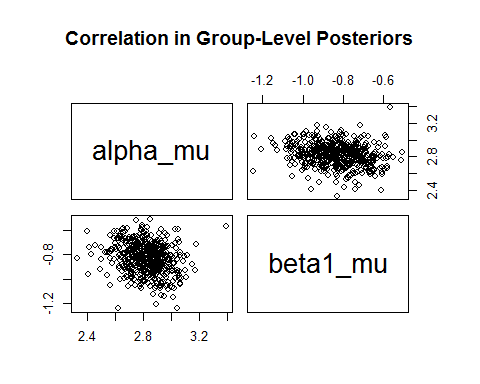 Correlation in Group-Level Posteriors
-1.2 -1.0 -0.8 -0.6
alpha_mu
2.4 2.8 3.2
-1.2 -0.8
beta1_mu
2.4 2.8 3.2